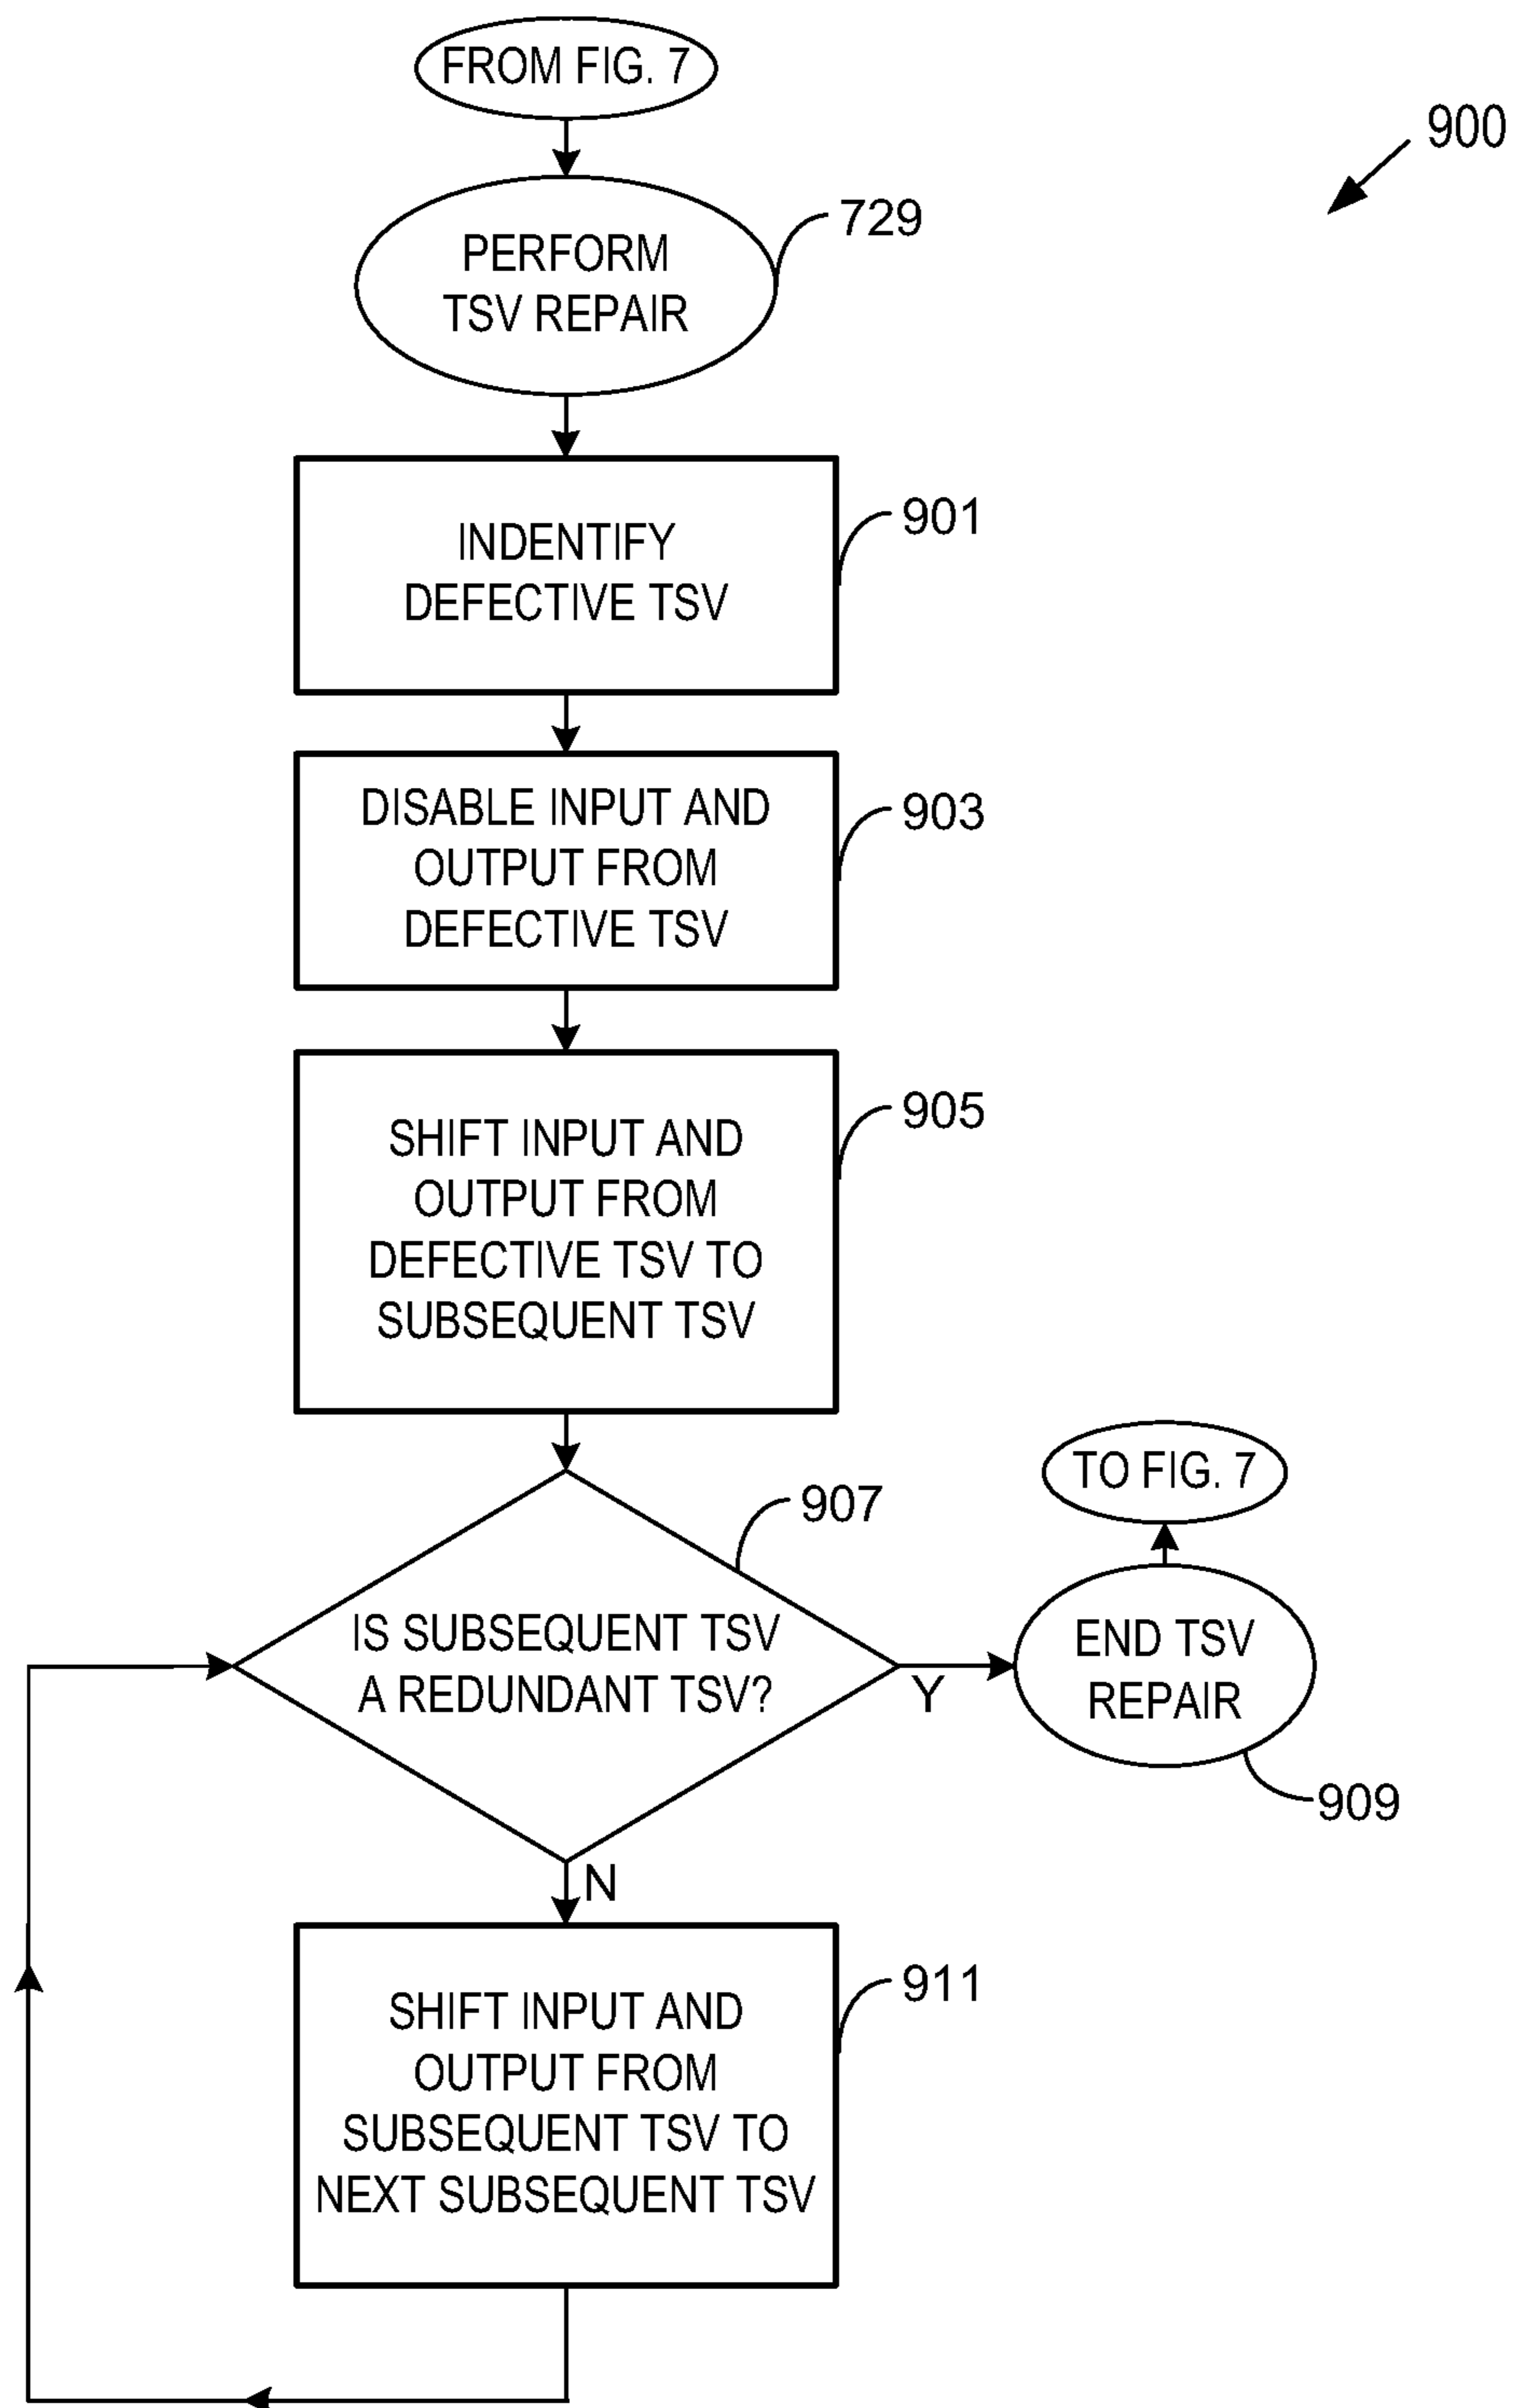 FROM FIG. 7
900
PERFORM
TSV REPAIR
729
INDENTIFY
DEFECTIVE TSV
901
DISABLE INPUT AND
OUTPUT FROM
DEFECTIVE TSV
903
SHIFT INPUT AND
OUTPUT FROM
DEFECTIVE TSV TO
SUBSEQUENT TSV
905
IS SUBSEQUENT TSV
A REDUNDANT TSV?
907
Y
N
TO FIG. 7
END TSV
REPAIR
909
SHIFT INPUT AND
OUTPUT FROM
SUBSEQUENT TSV TO
NEXT SUBSEQUENT TSV
911